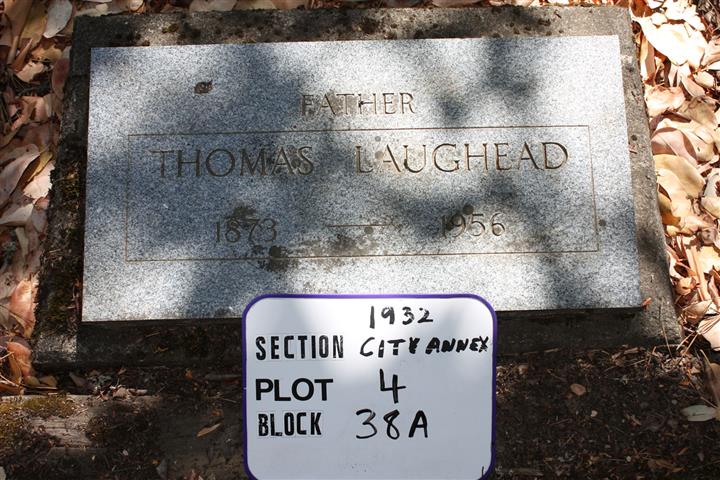 FATHER
THOMAS LAUGHEAD
1873 — 1956
1932
SECTION CITY ANNEX
PLOT 4
BLOCK 38A